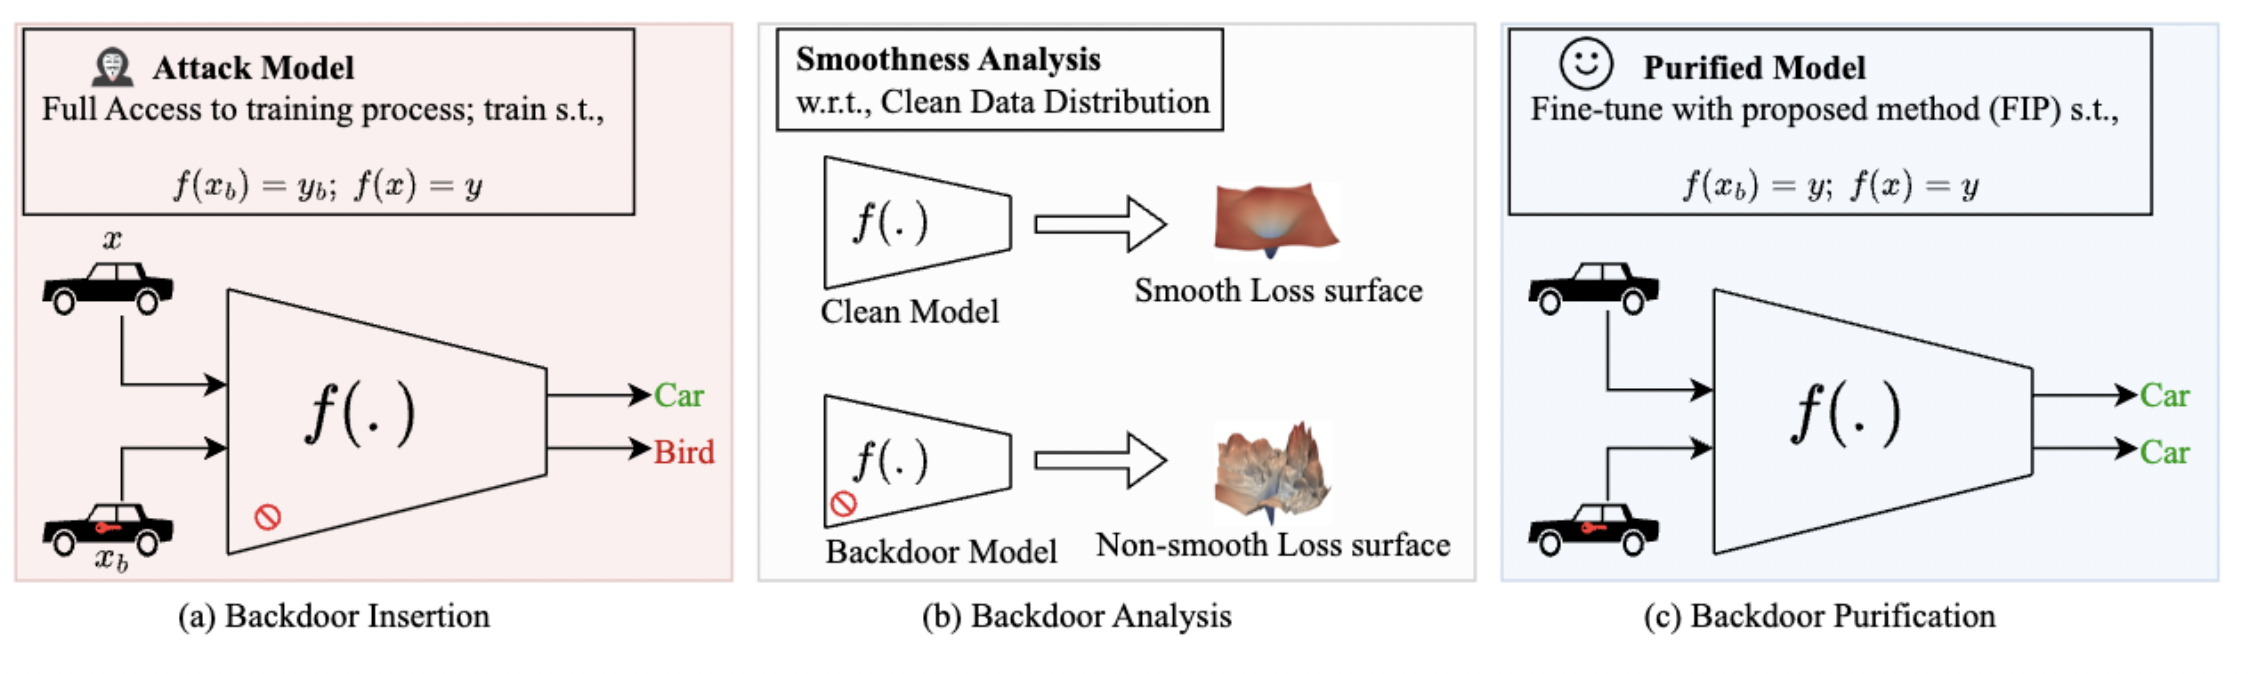 Attack Model
Full Access to training process; train s.t.,
f(x_b) = y_b; f(x) = y
x
f(.)
Car
Bird
x_b
(a) Backdoor Insertion
Smoothness Analysis
w.r.t., Clean Data Distribution
f(.)
Clean Model
Smooth Loss surface
f(.)
Backdoor Model
Non-smooth Loss surface
(b) Backdoor Analysis
Purified Model
Fine-tune with proposed method (FIP) s.t.,
f(x_b) = y; f(x) = y
f(.)
Car
Car
(c) Backdoor Purification